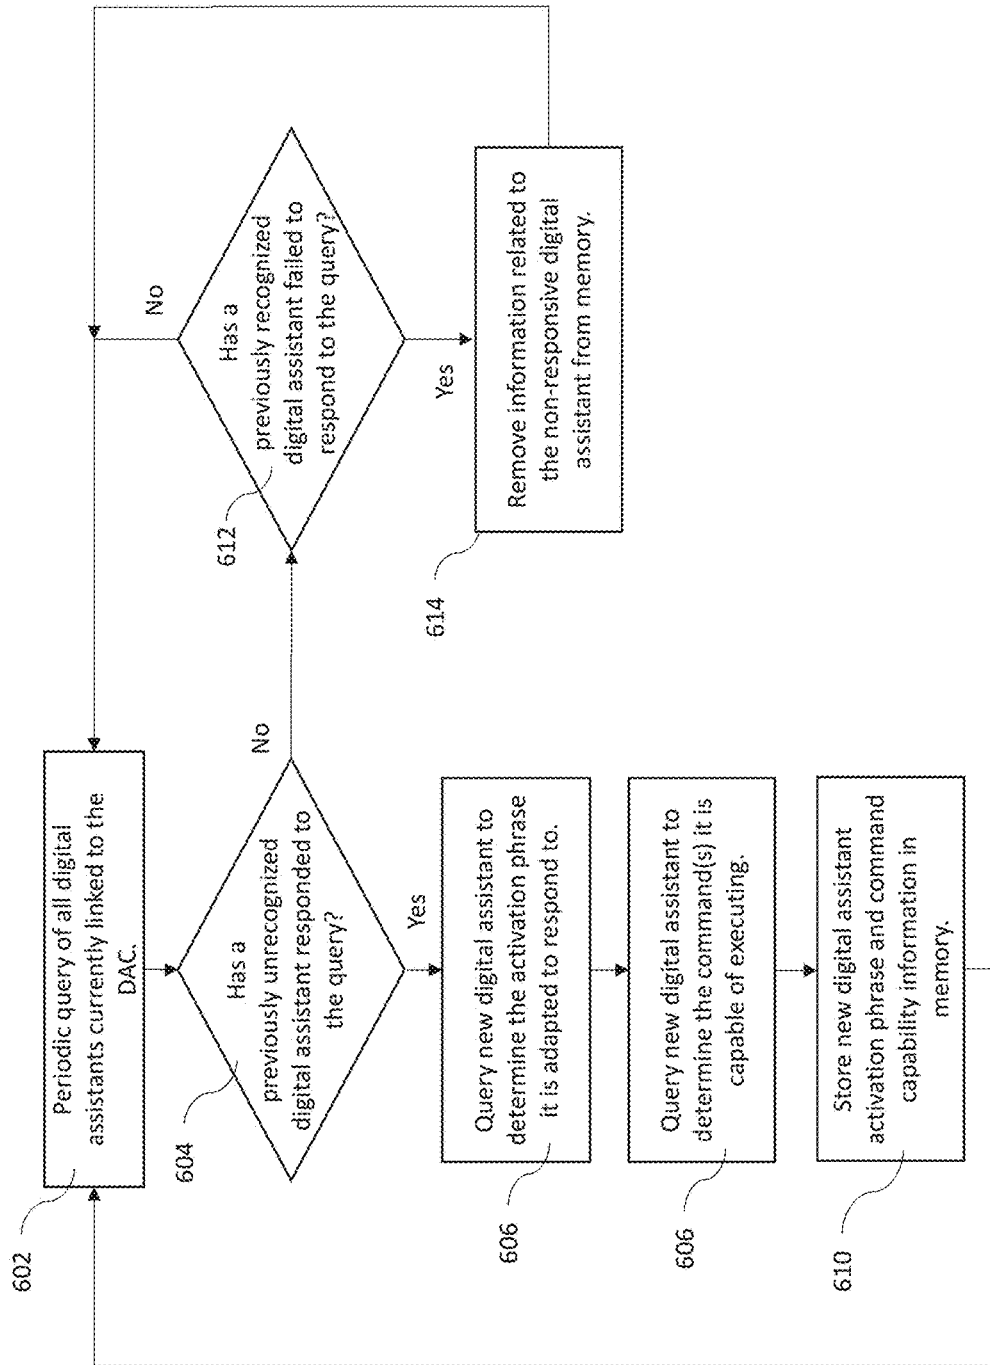 602
Periodic query of all digital
assistants currently linked to the
DAC.
604
Has a
previously unrecognized
digital assistant responded to
the query?
No
Yes
606
Query new digital assistant to
determine the activation phrase
it is adapted to respond to.
606
Query new digital assistant to
determine the command(s) it is
capable of executing.
610
Store new digital assistant
activation phrase and command
capability information in
memory.
612
Has a
previously recognized
digital assistant failed to
respond to the query?
No
Yes
614
Remove information related to
the non-responsive digital
assistant from memory.